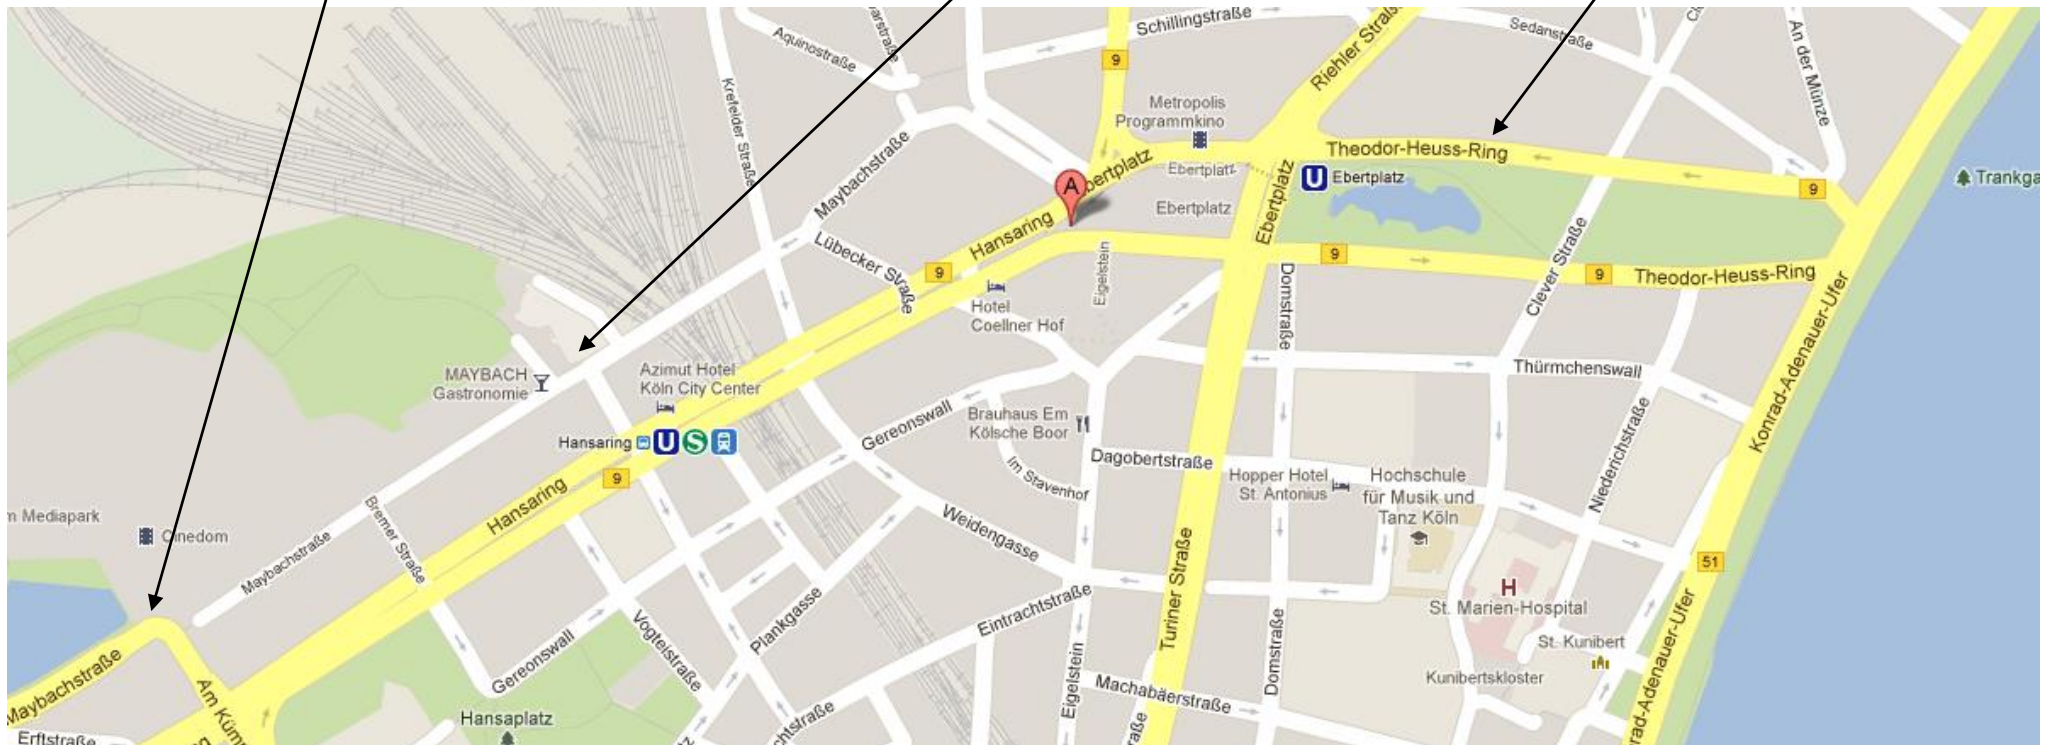 Schillingstraße
Sedanstraße
An der Münze
Aquinostraße
Riehler Straße
9
Krefelder Straße
Metropolis
Programmkino
Maybachstraße
Theodor-Heuss-Ring
Ebertplatz
Ebertplatz
Ebertplatz
A
9
Ebertplatz
Ebertplatz
Hansaring
Lübecker Straße
9
9
9
Theodor-Heuss-Ring
Clever Straße
Eigelstein
Domstraße
Hotel
Coellner Hof
Konrad-Adenauer-Ufer
MAYBACH
Gastronomie
Azimut Hotel
Köln City Center
Thürmchenswall
Gereonswall
Brauhaus Em
Kölsche Boor
Hansaring
U S
U
9
Dagobertstraße
Im Stavenhof
Hopper Hotel
St. Antonius
Hochschule
für Musik und
Tanz Köln
Niederichstraße
Hansaring
Bremer Straße
m Mediapark
Cinedom
Weidengasse
Maybachstraße
Turiner Straße
51
H
St. Marien-Hospital
Plankgasse
Eintrachtstraße
Vogteistraße
Gereonswall
St. Kunibert
Kunibertskloster
Domstraße
Eigelstein
Machabäerstraße
Maybachstraße
Am Küm
Hansaplatz
Erftstraße
chtstraße
rad-Adenauer-Ufer
Trankga